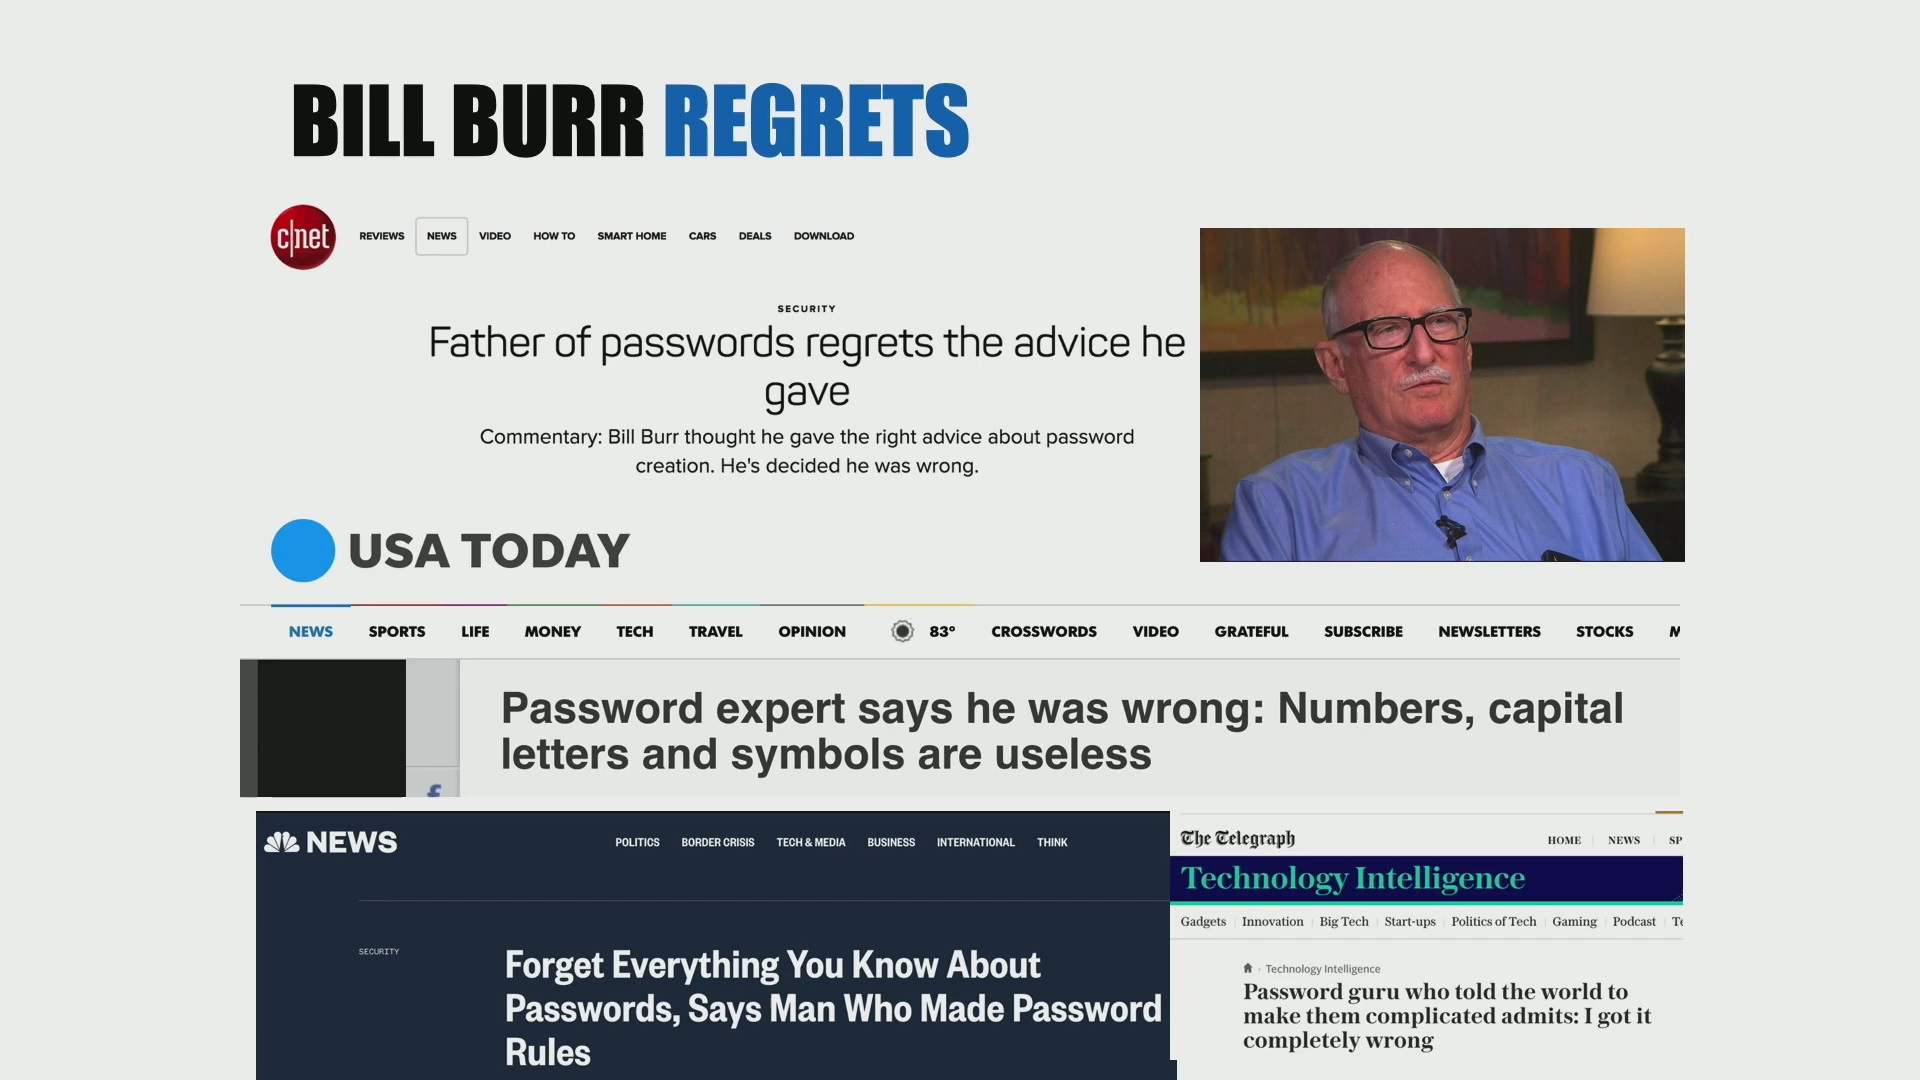 BILL BURR REGRETS
c|net
REVIEWS NEWS VIDEO HOW TO SMART HOME CARS DEALS DOWNLOAD
SECURITY
Father of passwords regrets the advice he
gave
Commentary: Bill Burr thought he gave the right advice about password
creation. He's decided he was wrong.
USA TODAY
NEWS SPORTS LIFE MONEY TECH TRAVEL OPINION 83° CROSSWORDS VIDEO GRATEFUL SUBSCRIBE NEWSLETTERS STOCKS M
Password expert says he was wrong: Numbers, capital
letters and symbols are useless
f
NEWS
POLITICS BORDER CRISIS TECH & MEDIA BUSINESS INTERNATIONAL THINK
SECURITY
Forget Everything You Know About
Passwords, Says Man Who Made Password
Rules
The Telegraph
HOME NEWS SP
Technology Intelligence
Gadgets Innovation Big Tech Start-ups Politics of Tech Gaming Podcast Te
Technology Intelligence
Password guru who told the world to
make them complicated admits: I got it
completely wrong